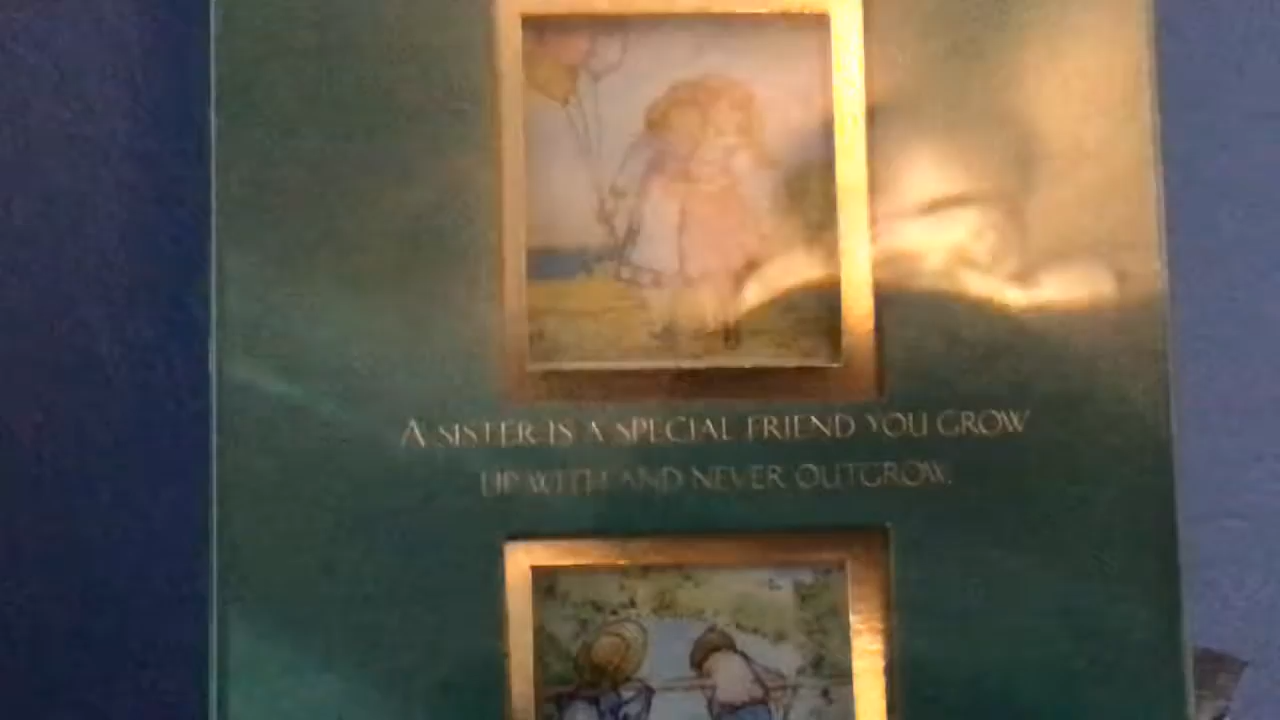 A SISTER IS A SPECIAL FRIEND YOU GROW
UP WITH AND NEVER OUTGROW.